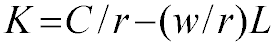 K = C/r − (w/r)L